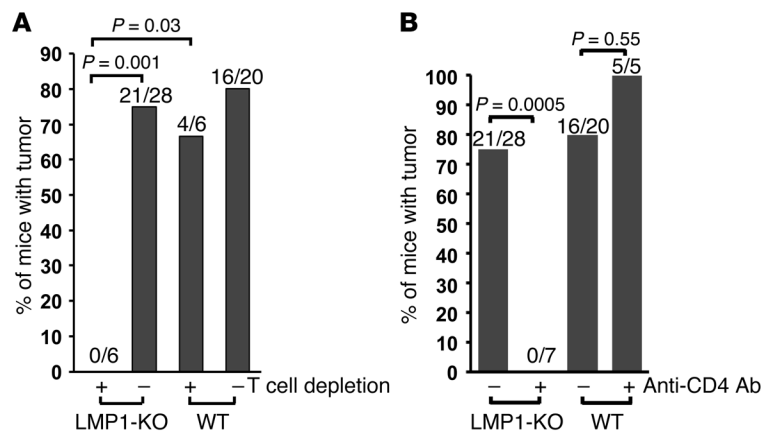 A
P = 0.03
P = 0.001
% of mice with tumor
90
80
70
60
50
40
30
20
10
0
0/6
21/28
4/6
16/20
+ – + – T cell depletion
LMP1-KO WT
B
P = 0.55
P = 0.0005
% of mice with tumor
100
90
80
70
60
50
40
30
20
10
0
21/28
0/7
16/20
5/5
– + – + Anti-CD4 Ab
LMP1-KO WT